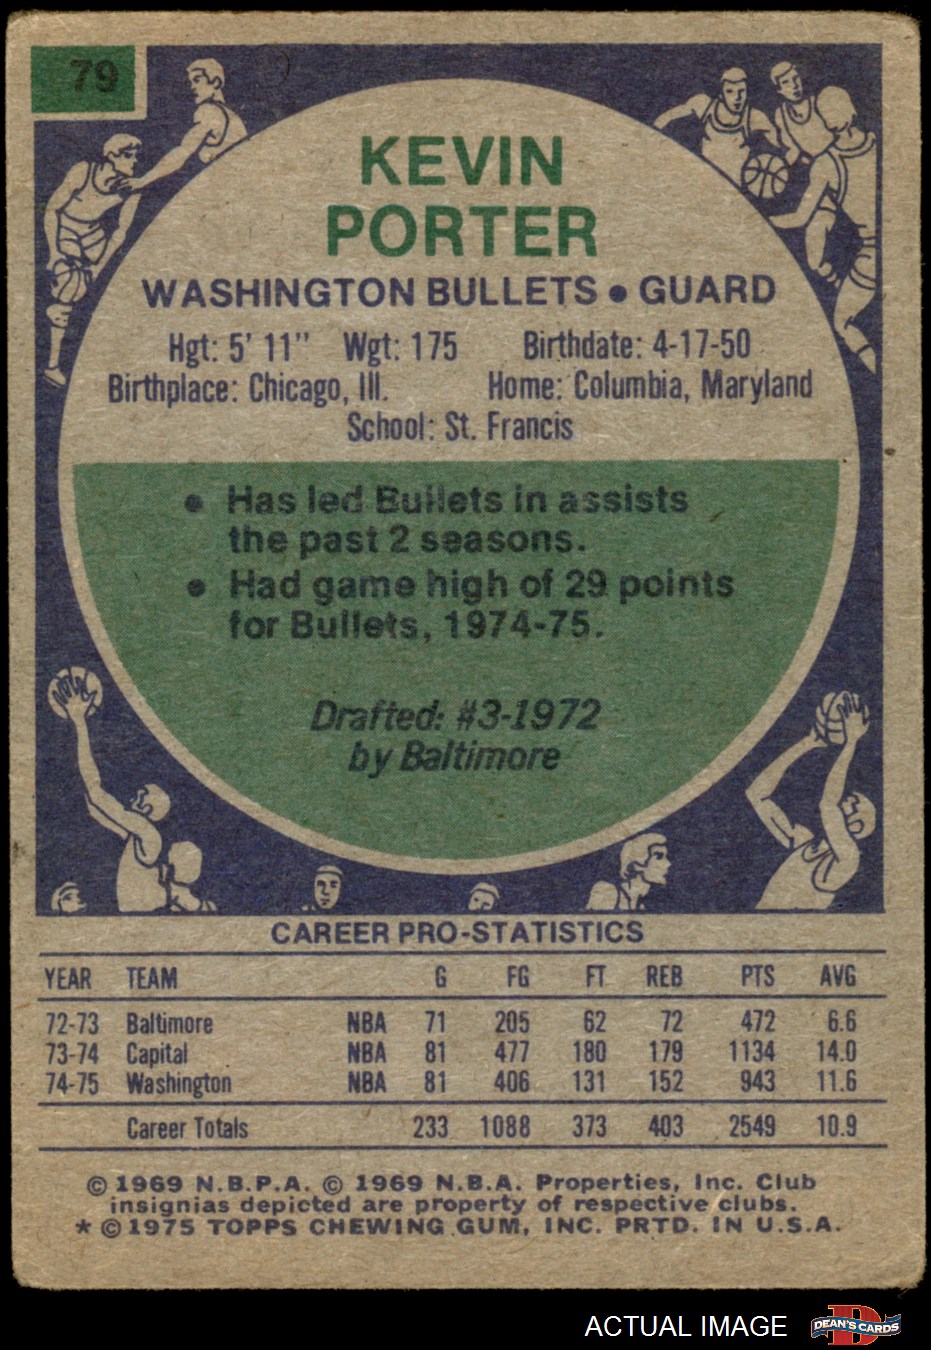 79
KEVIN
PORTER
WASHINGTON BULLETS • GUARD
Hgt: 5' 11" Wgt: 175 Birthdate: 4-17-50
Birthplace: Chicago, Ill. Home: Columbia, Maryland
School: St. Francis
• Has led Bullets in assists
the past 2 seasons.
• Had game high of 29 points
for Bullets, 1974-75.
Drafted: #3-1972
by Baltimore
CAREER PRO-STATISTICS
YEAR TEAM G FG FT REB PTS AVG
72-73 Baltimore NBA 71 205 62 72 472 6.6
73-74 Capital NBA 81 477 180 179 1134 14.0
74-75 Washington NBA 81 406 131 152 943 11.6
Career Totals 233 1088 373 403 2549 10.9
© 1969 N.B.P.A. © 1969 N.B.A. Properties, Inc. Club
insignias depicted are property of respective clubs.
* © 1975 TOPPS CHEWING GUM, INC. PRTD. IN U.S.A.
ACTUAL IMAGE D DEAN'S CARDS